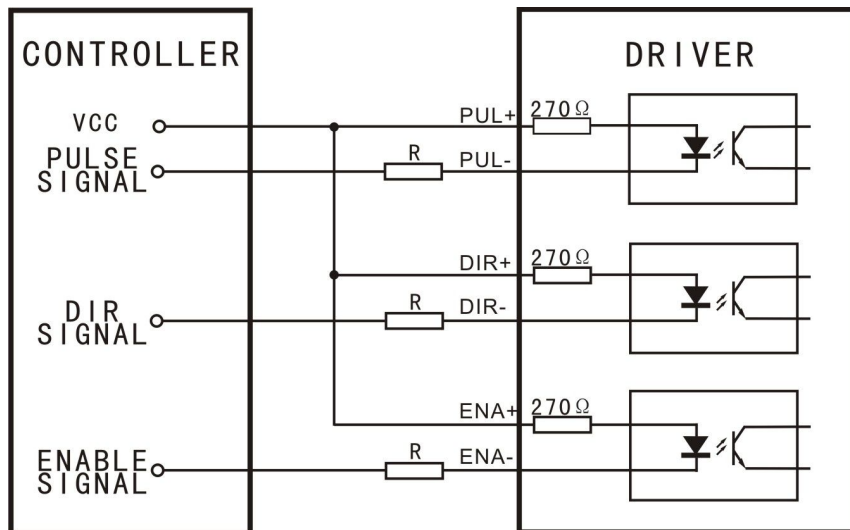 CONTROLLER
DRIVER
VCC
PUL+
270Ω
PULSE
SIGNAL
R
PUL-
DIR+
270Ω
DIR
SIGNAL
R
DIR-
ENA+
270Ω
ENABLE
SIGNAL
R
ENA-